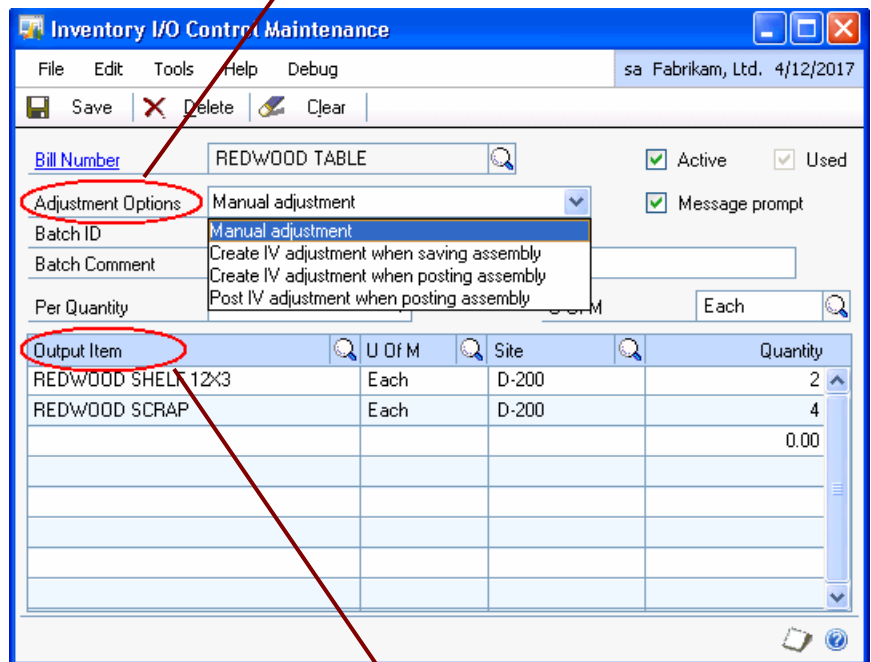 Inventory I/O Control Maintenance
File Edit Tools Help Debug sa Fabrikam, Ltd. 4/12/2017
Save Delete Clear
Bill Number REDWOOD TABLE Active Used
Adjustment Options Manual adjustment Message prompt
Batch ID Manual adjustment
Create IV adjustment when saving assembly
Batch Comment Create IV adjustment when posting assembly
Post IV adjustment when posting assembly
Per Quantity U Of M Each
Output Item U Of M Site Quantity
REDWOOD SHELF 12X3 Each D-200 2
REDWOOD SCRAP Each D-200 4
0.00